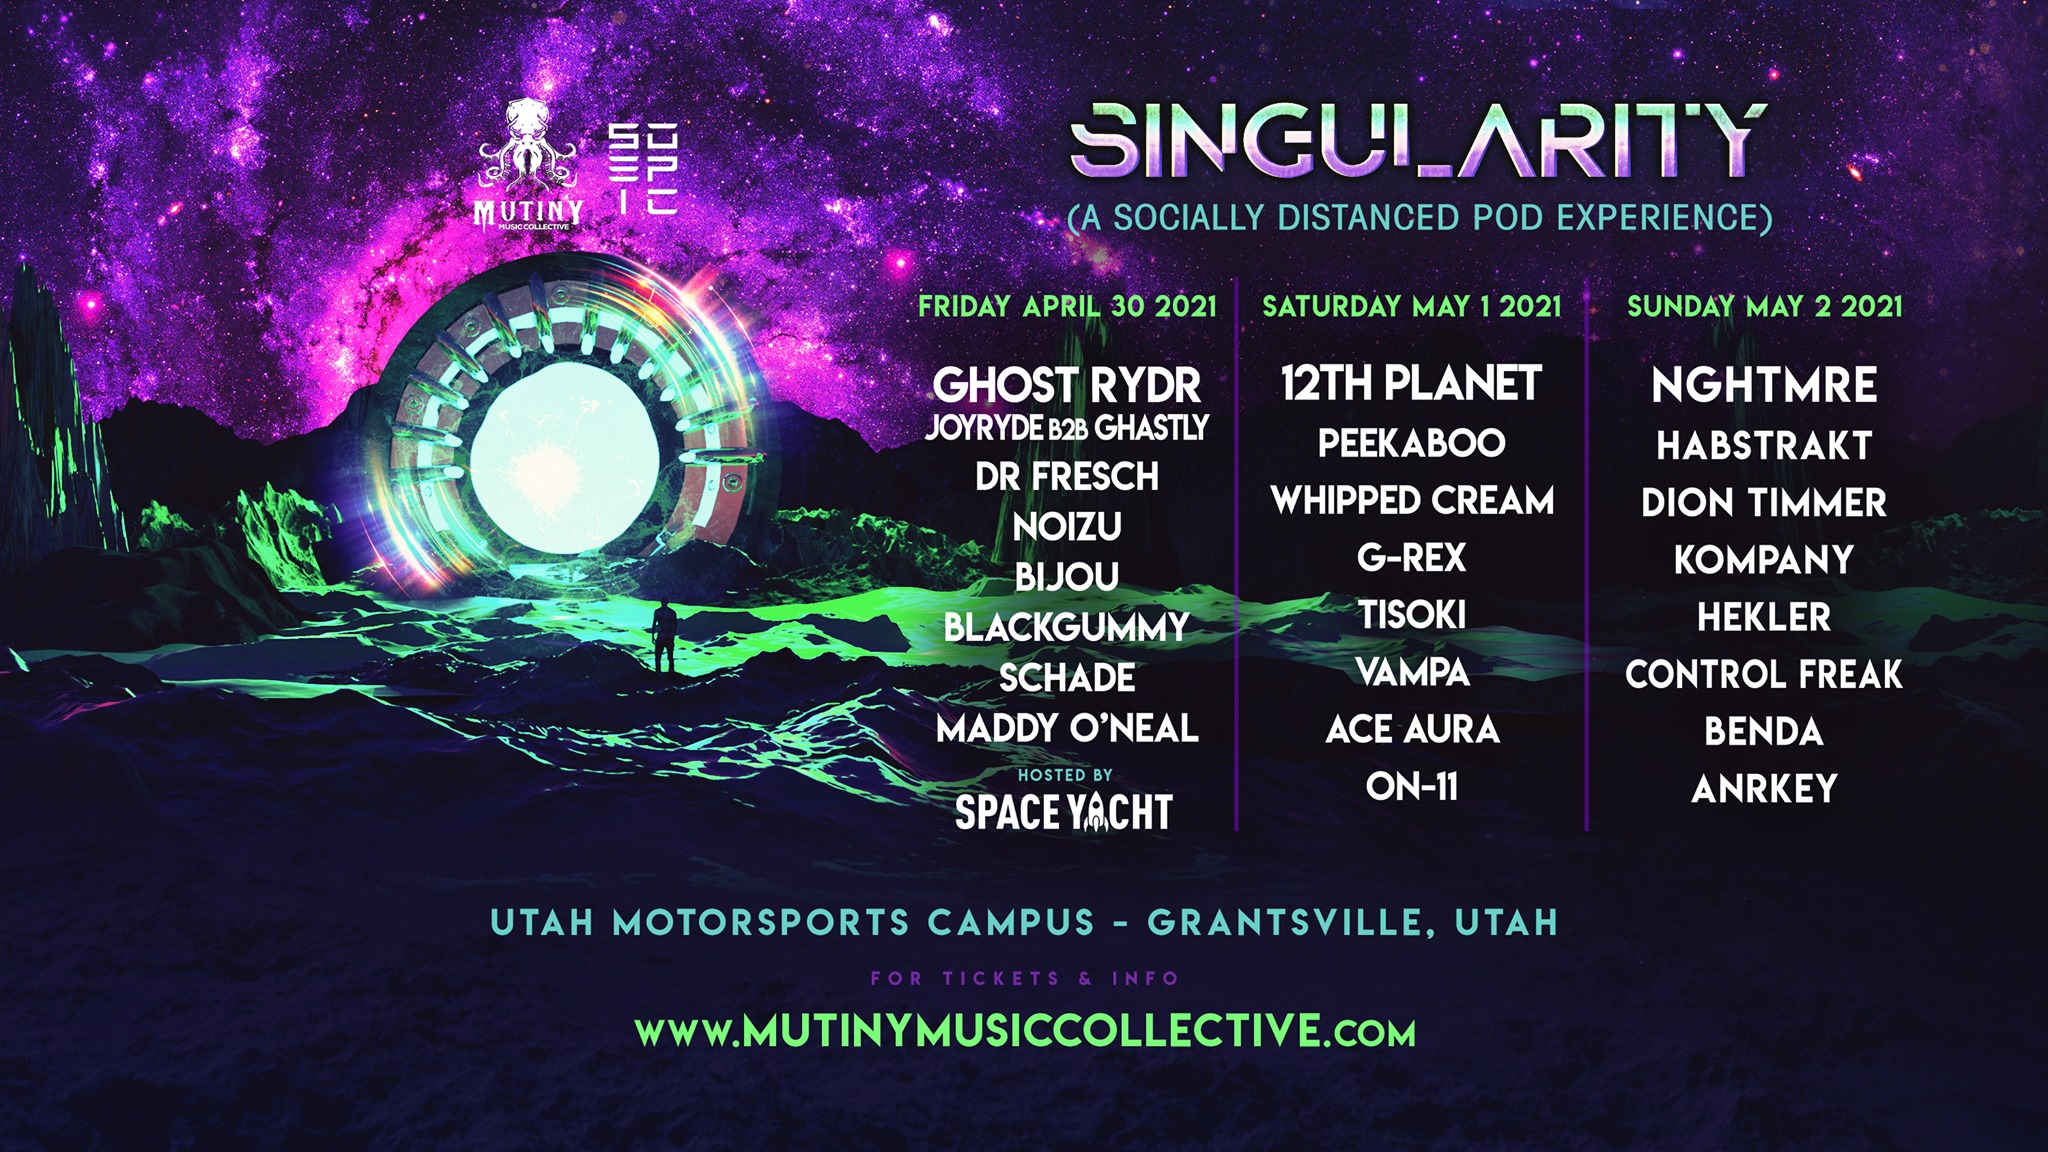 MUTINY
MUSIC COLLECTIVE
SO
EP
IC
SINGULARITY
(A SOCIALLY DISTANCED POD EXPERIENCE)
FRIDAY APRIL 30 2021
GHOST RYDR
JOYRYDE B2B GHASTLY
DR FRESCH
NOIZU
BIJOU
BLACKGUMMY
SCHADE
MADDY O'NEAL
HOSTED BY
SPACE YACHT
SATURDAY MAY 1 2021
12TH PLANET
PEEKABOO
WHIPPED CREAM
G-REX
TISOKI
VAMPA
ACE AURA
ON-11
SUNDAY MAY 2 2021
NGHTMRE
HABSTRAKT
DION TIMMER
KOMPANY
HEKLER
CONTROL FREAK
BENDA
ANRKEY
UTAH MOTORSPORTS CAMPUS - GRANTSVILLE, UTAH
FOR TICKETS & INFO
WWW.MUTINYMUSICCOLLECTIVE.COM